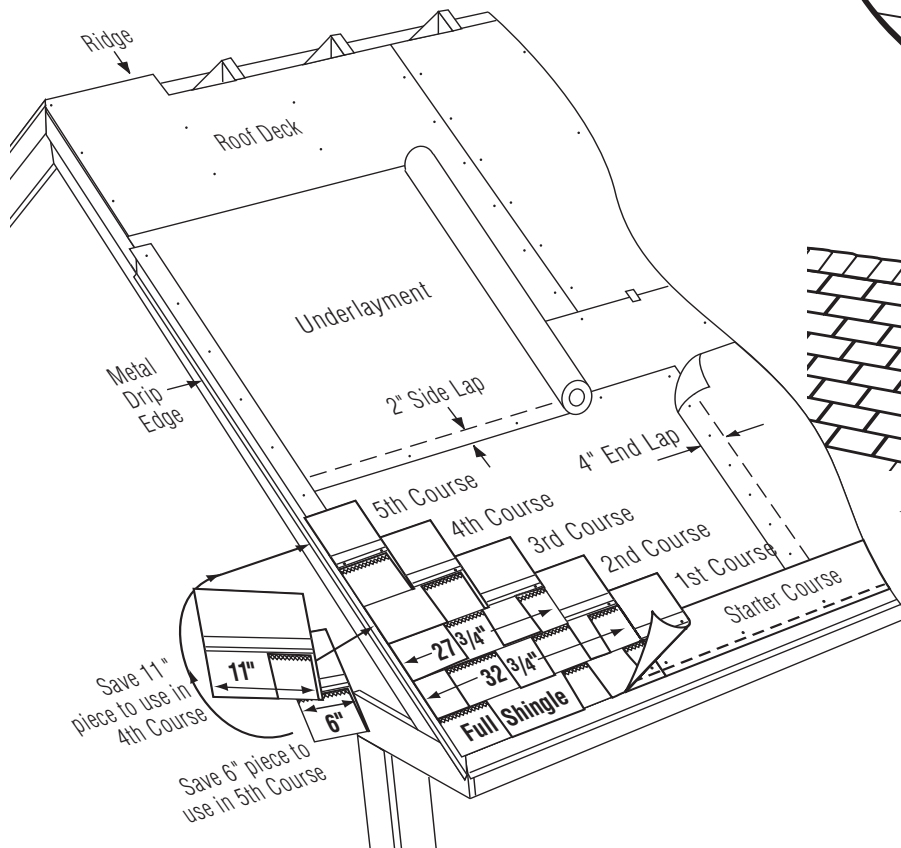 Ridge
Roof Deck
Underlayment
Metal
Drip
Edge
2" Side Lap
4" End Lap
5th Course
4th Course
3rd Course
2nd Course
1st Course
Starter Course
27 3/4"
32 3/4"
Full Shingle
11"
6"
Save 11"
piece to use in
4th Course
Save 6" piece to
use in 5th Course